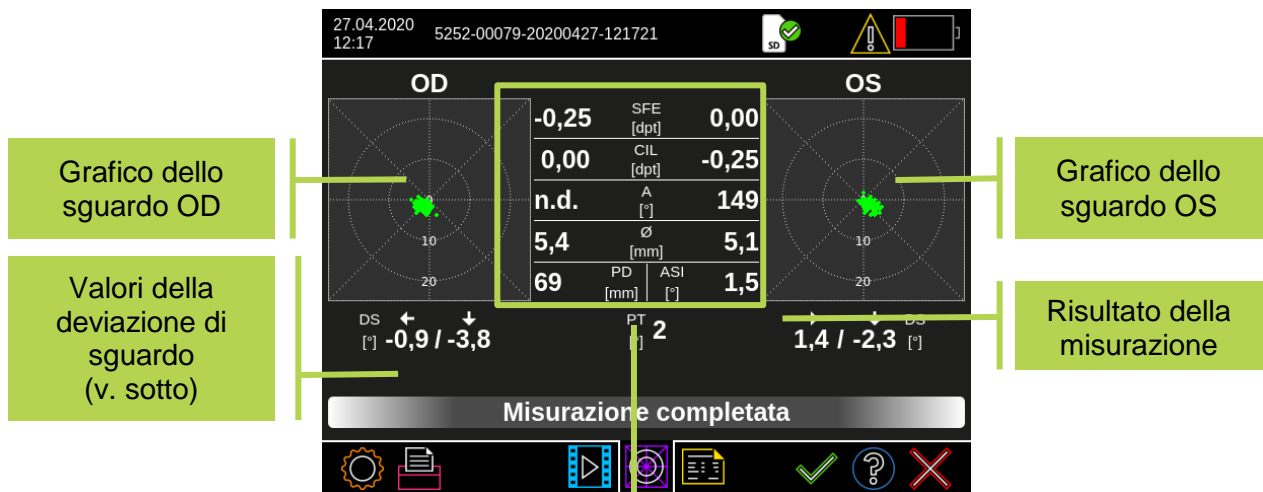 27.04.2020
12:17
5252-00079-20200427-121721
SD
OD
OS
Grafico dello
sguardo OD
0
10
20
-0,25 SFE [dpt] 0,00
0,00 CIL [dpt] -0,25
n.d. A [°] 149
5,4 Ø [mm] 5,1
69 PD [mm] ASI [°] 1,5
10
20
Grafico dello
sguardo OS
Valori della
deviazione di
sguardo
(v. sotto)
DS [°] -0,9 / -3,8
PT [°] 2
1,4 / -2,3 DS [°]
Risultato della
misurazione
Misurazione completata